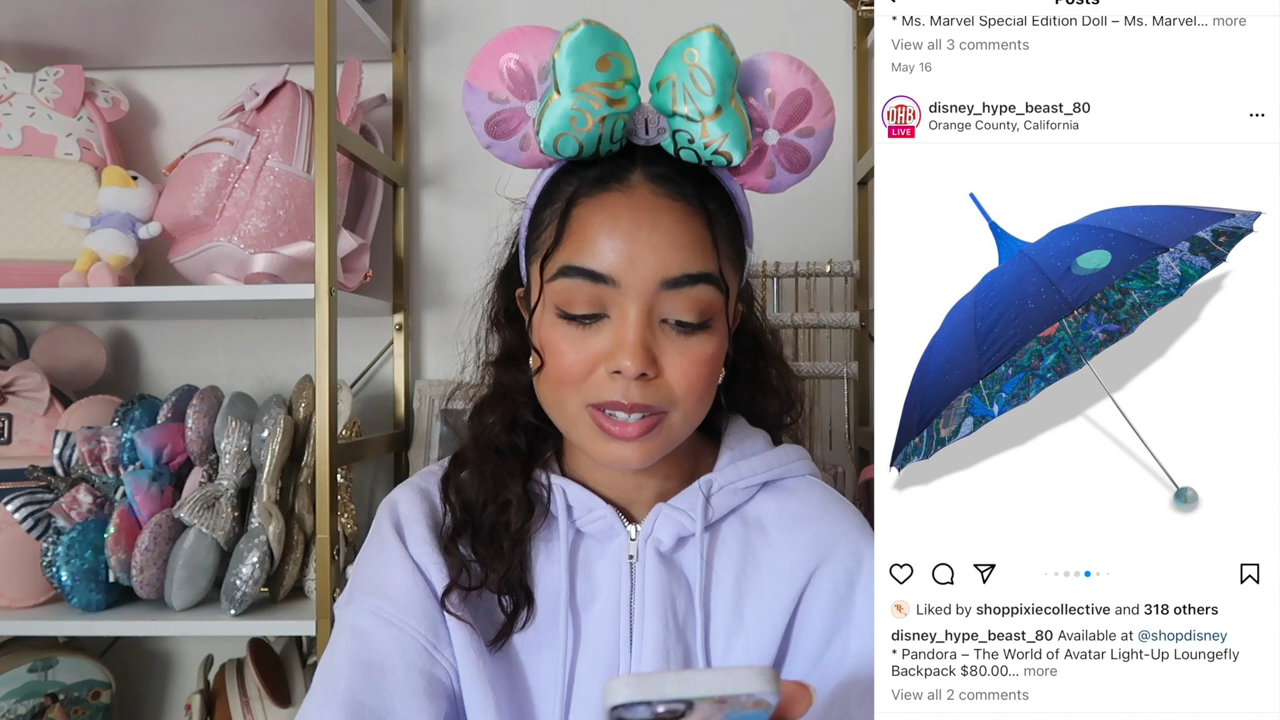 Posts
* Ms. Marvel Special Edition Doll – Ms. Marvel... more
View all 3 comments
May 16
DHB
LIVE
disney_hype_beast_80
Orange County, California
Liked by shoppixiecollective and 318 others
disney_hype_beast_80 Available at @shopdisney
* Pandora – The World of Avatar Light-Up Loungefly
Backpack $80.00... more
View all 2 comments